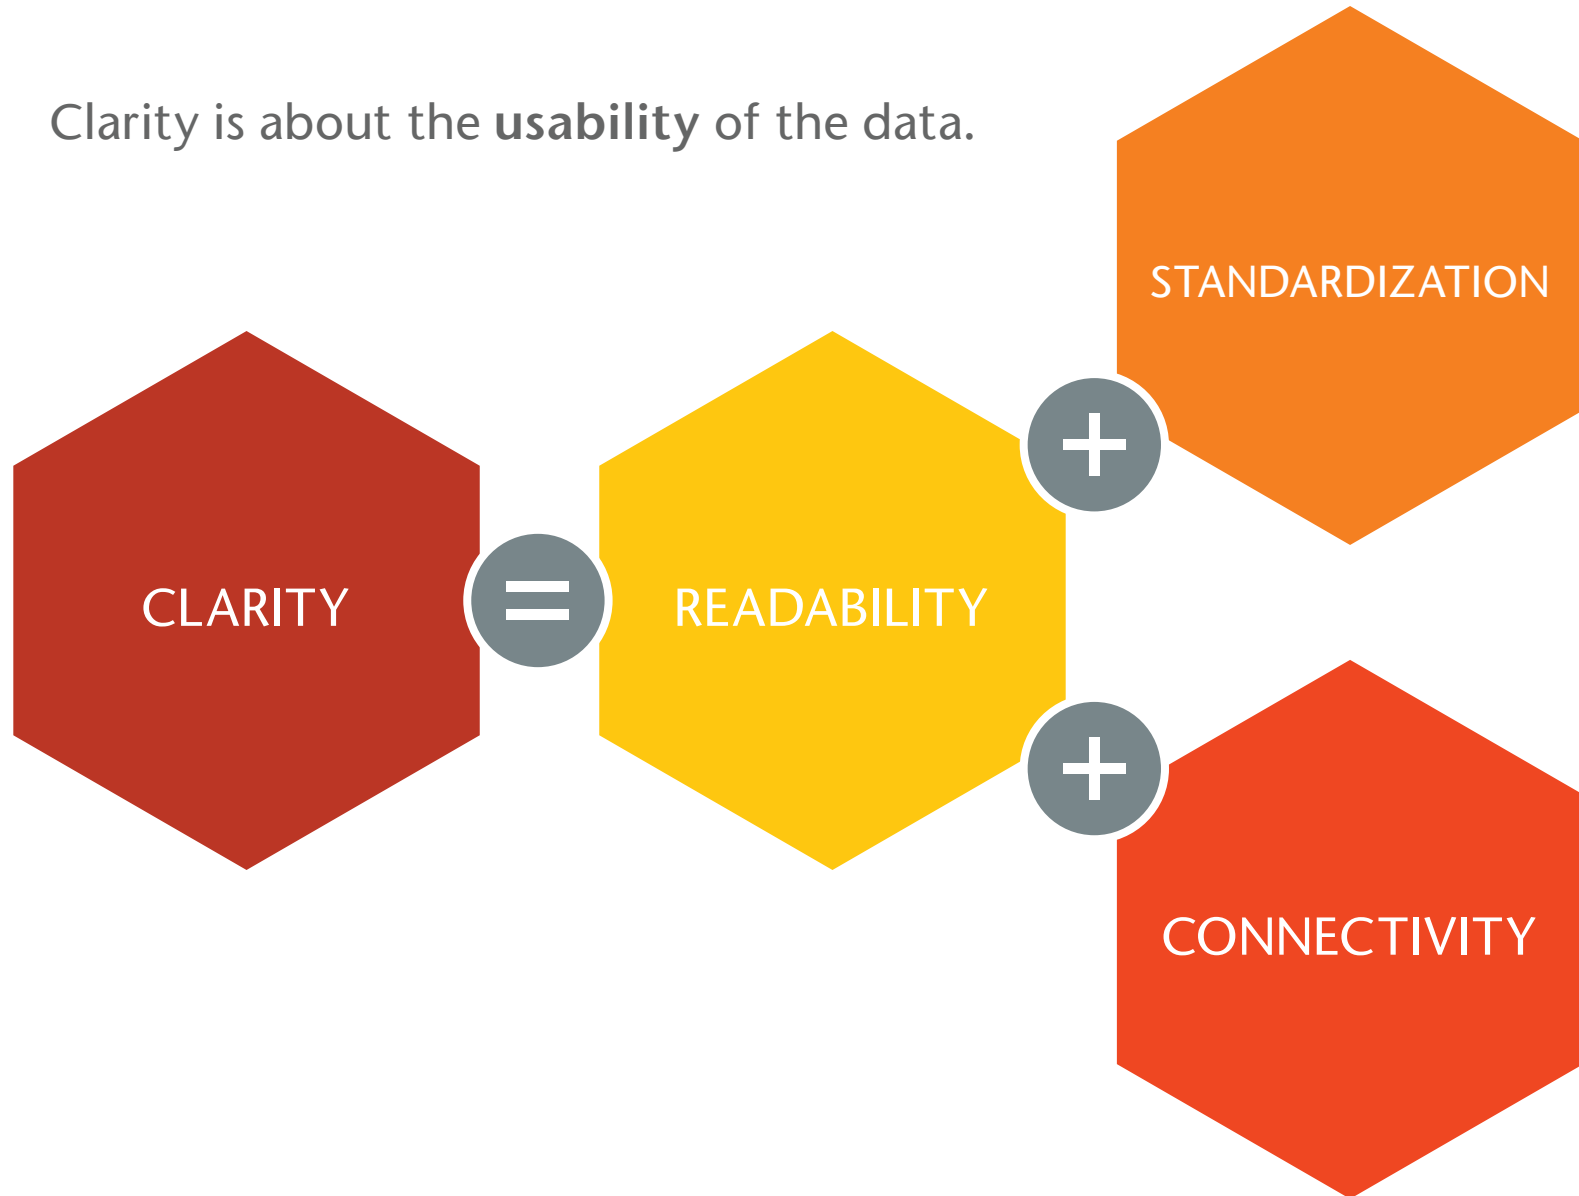 Clarity is about the usability of the data.
STANDARDIZATION
+
CLARITY
=
READABILITY
+
CONNECTIVITY